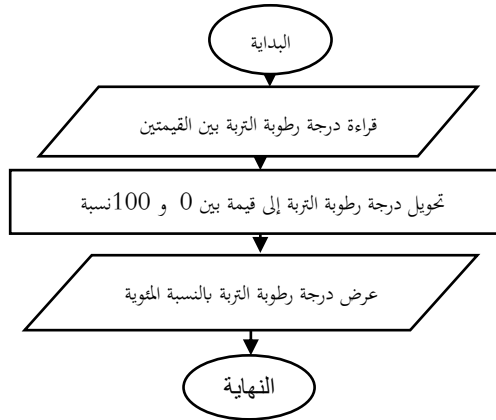 البداية
قراءة درجة رطوبة التربة بين القيمتين
تحويل درجة رطوبة التربة إلى قيمة بين 0 و 100نسبة
عرض درجة رطوبة التربة بالنسبة المئوية
النهاية